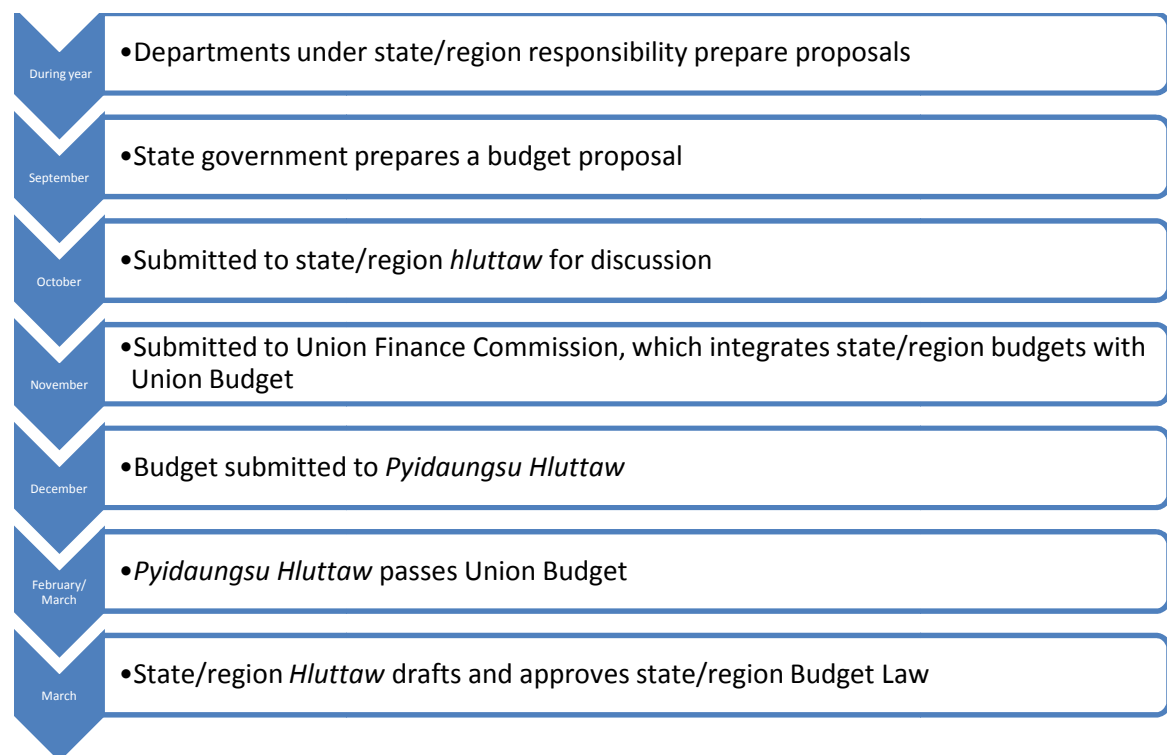 During year
•Departments under state/region responsibility prepare proposals
September
•State government prepares a budget proposal
October
•Submitted to state/region hluttaw for discussion
November
•Submitted to Union Finance Commission, which integrates state/region budgets with
Union Budget
December
•Budget submitted to Pyidaungsu Hluttaw
February/
March
•Pyidaungsu Hluttaw passes Union Budget
March
•State/region Hluttaw drafts and approves state/region Budget Law